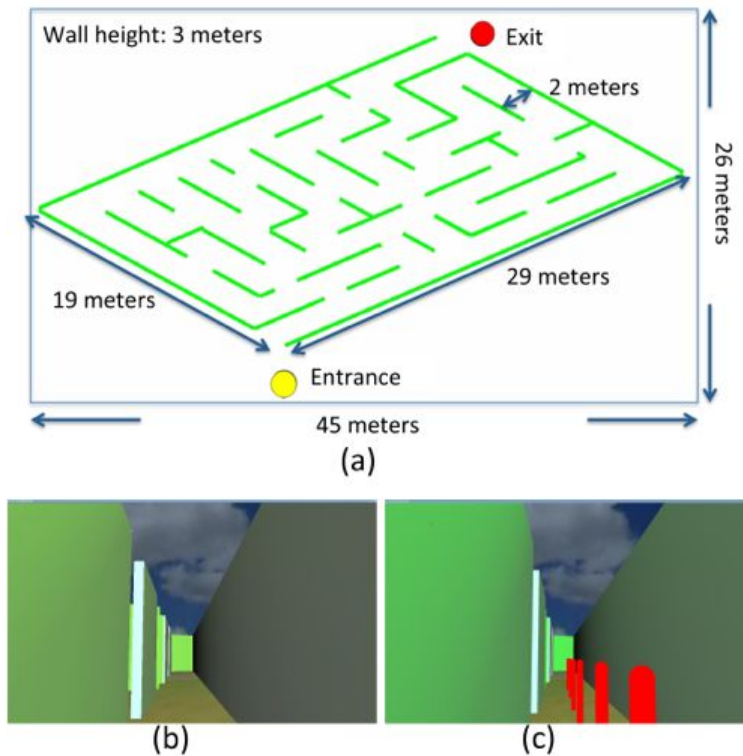 Wall height: 3 meters
Exit
2 meters
26 meters
19 meters
29 meters
Entrance
45 meters
(a)
(b)
(c)